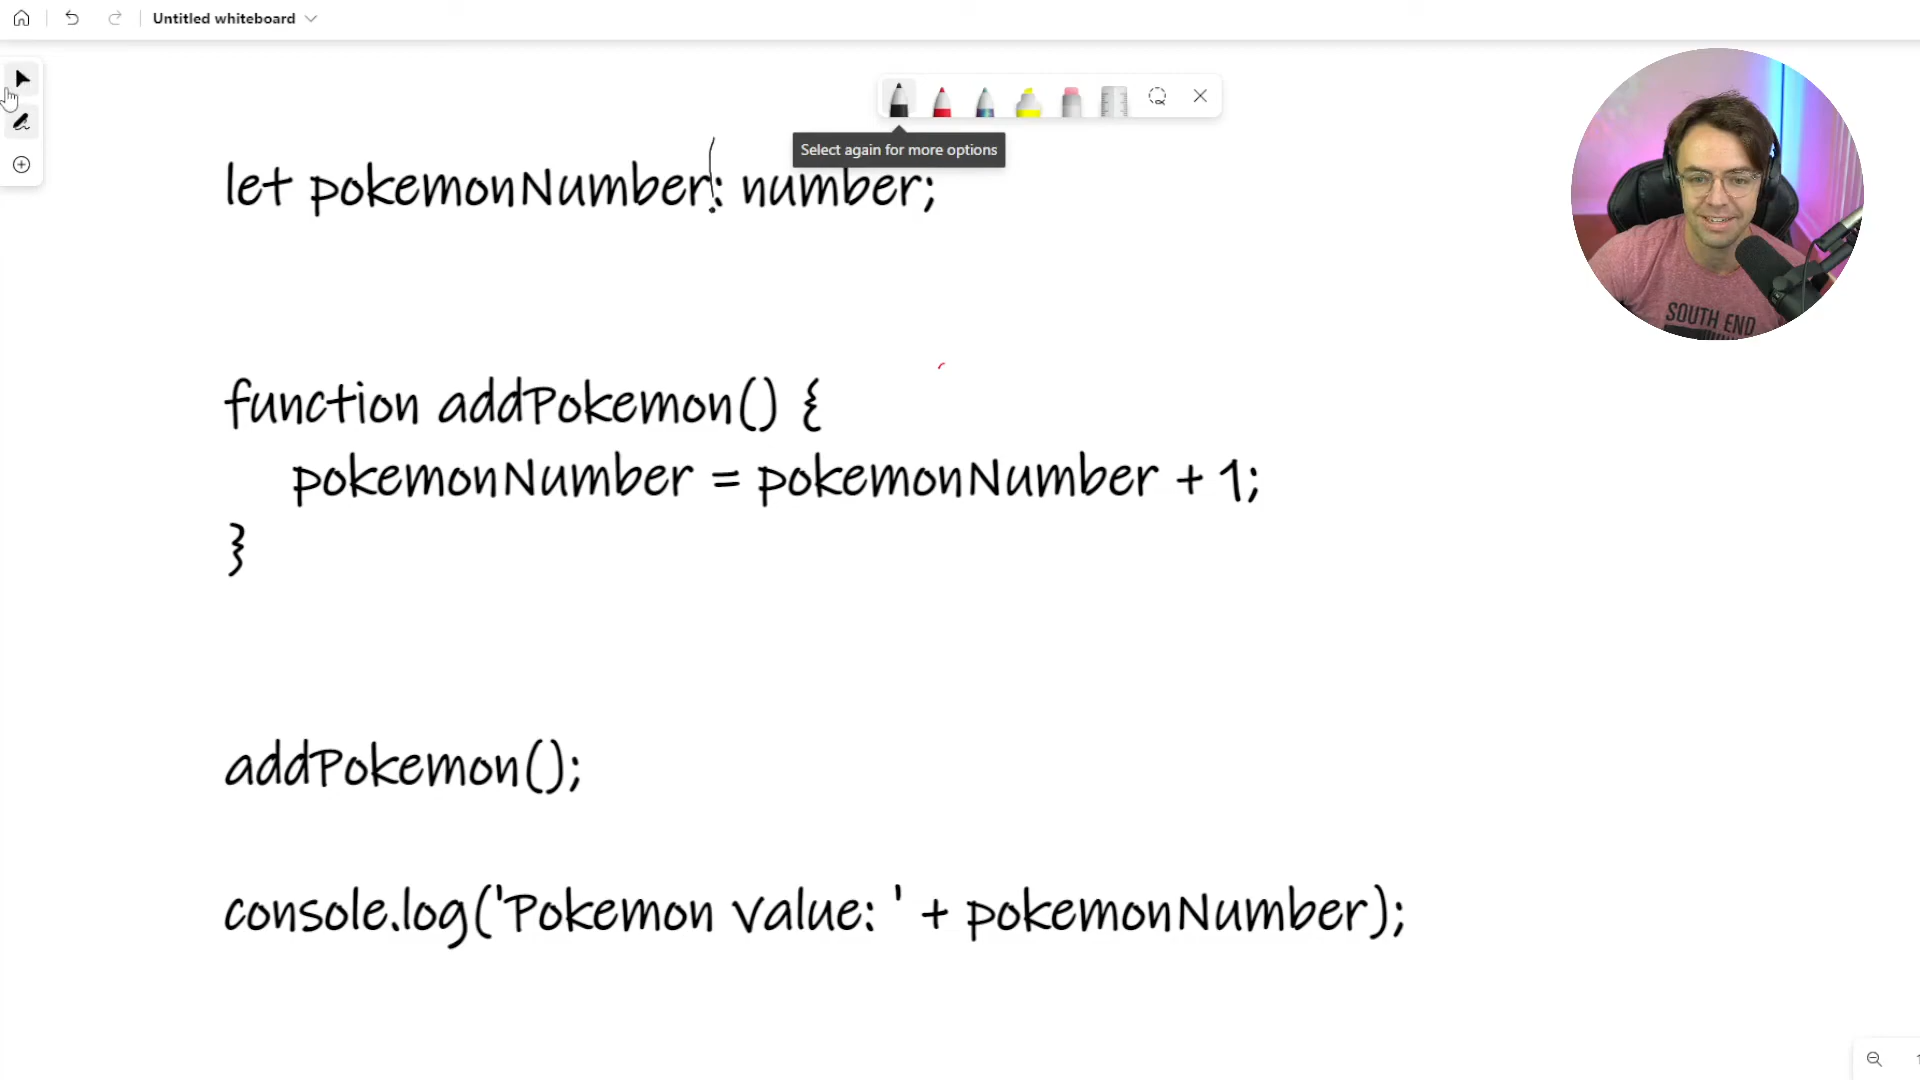 Untitled whiteboard
Select again for more options
let pokemonNumber: number;
SOUTH END
function addPokemon() {
pokemonNumber = pokemonNumber + 1;
}
addPokemon();
console.log('Pokemon value: ' + pokemonNumber);